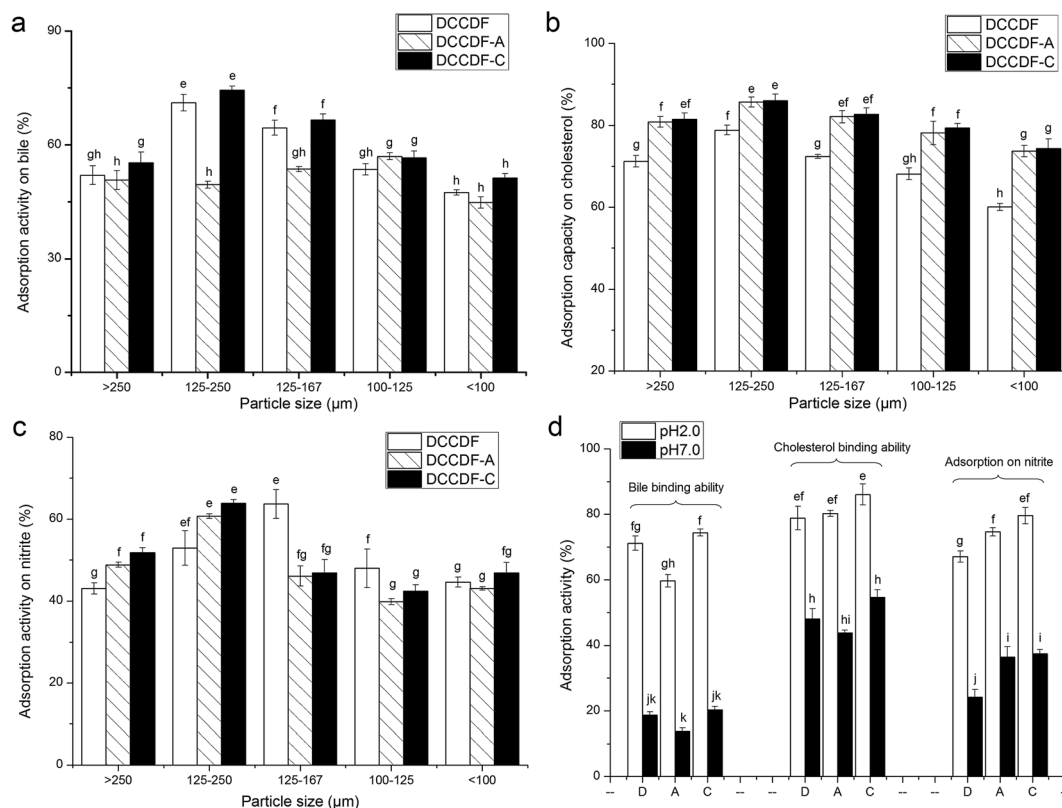 a
DCCDF
DCCDF-A
DCCDF-C
Adsorption activity on bile (%)
90
60
30
0
gh
h
g
e
h
e
f
gh
f
gh
g
g
h
h
h
>250
125-250
125-167
100-125
<100
Particle size (μm)
b
DCCDF
DCCDF-A
DCCDF-C
Adsorption capacity on cholesterol (%)
100
80
60
40
20
g
ef
ef
f
e
e
g
ef
ef
gh
f
f
h
g
g
>250
125-250
125-167
100-125
<100
Particle size (μm)
c
DCCDF
DCCDF-A
DCCDF-C
Adsorption activity on nitrite (%)
80
60
40
20
0
g
f
f
ef
e
e
e
fg
fg
f
g
g
g
g
fg
>250
125-250
125-167
100-125
<100
Particle size (μm)
d
pH2.0
pH7.0
Adsorption activity (%)
100
80
60
40
20
0
Bile binding ability
Cholesterol binding ability
Adsorption on nitrite
fg
jk
gh
k
f
jk
ef
h
ef
hi
e
h
g
j
f
i
ef
i
-- D A C -- -- D A C -- -- D A C -